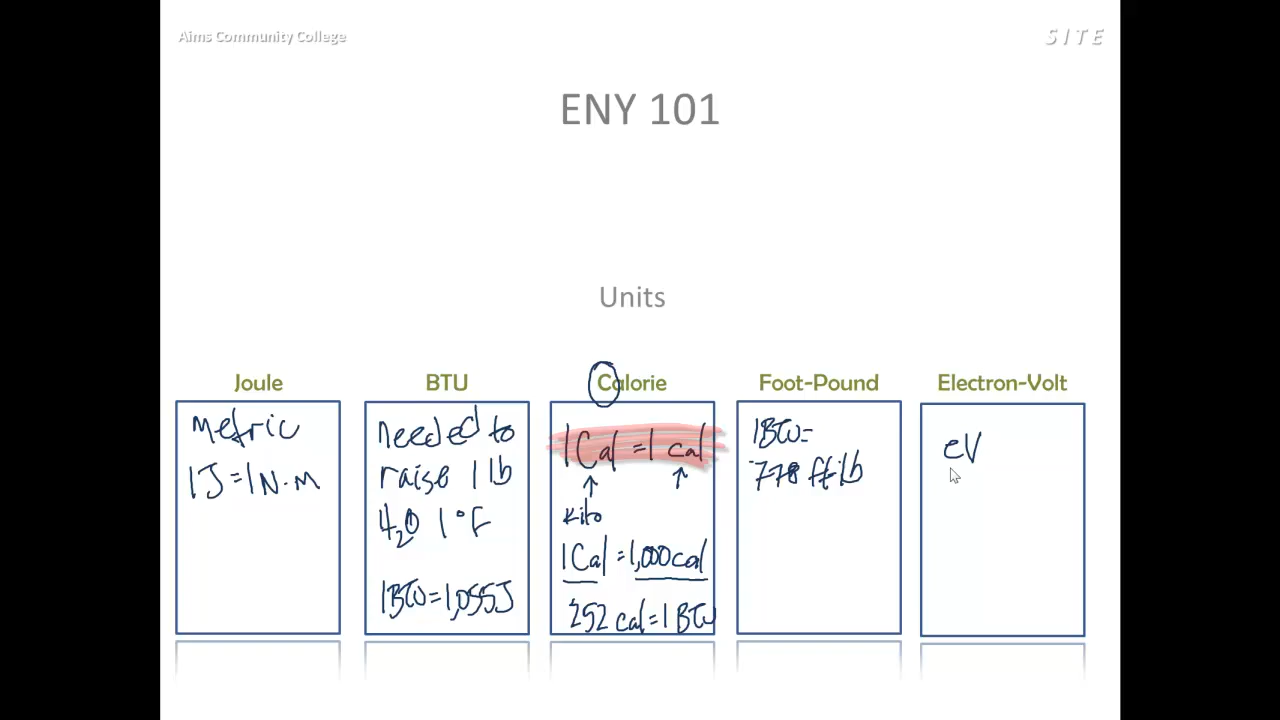 Aims Community College
SITE
ENY 101
Units
Joule
Metric
1J = 1N·m
BTU
needed to
raise 1 lb
H2O 1°F
1BTU = 1,055J
Calorie
1Cal = 1 cal
↑ ↑
Kilo
1Cal = 1,000cal
252 cal = 1 BTU
Foot-Pound
1BTU =
778 ft·lb
Electron-Volt
eV